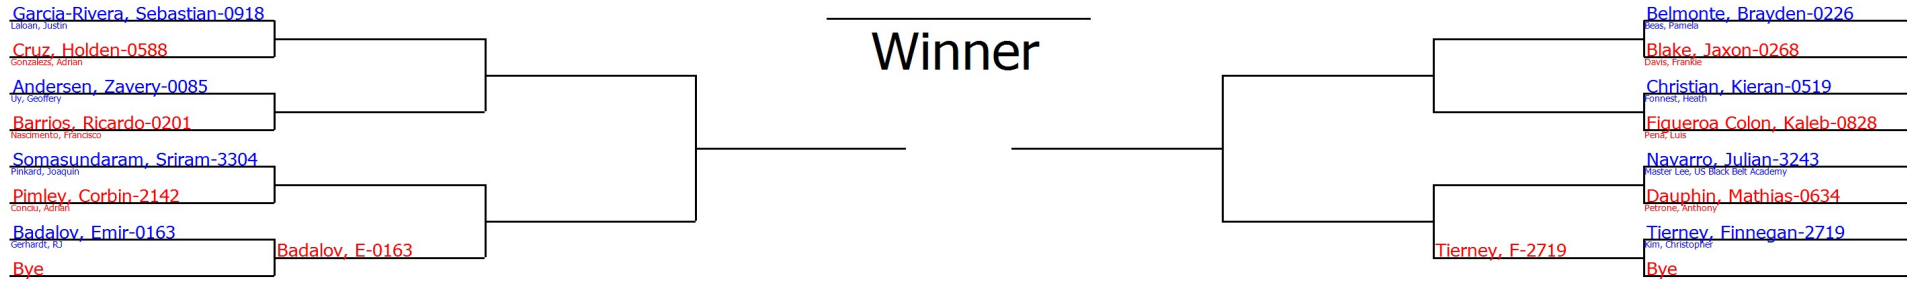 Garcia-Rivera, Sebastian-0918
Laloan, Justin
Cruz, Holden-0588
Gonzalezs, Adrian
Andersen, Zavery-0085
Uy, Geoffery
Barrios, Ricardo-0201
Nascimento, Francisco
Somasundaram, Sriram-3304
Pinkard, Joaquin
Pimley, Corbin-2142
Conciu, Adrian
Badalov, Emir-0163
Gerhardt, RJ
Bye
Badalov, E-0163
Winner
Tierney, F-2719
Belmonte, Brayden-0226
Beas, Pamela
Blake, Jaxon-0268
Davis, Frankie
Christian, Kieran-0519
Fonnest, Heath
Figueroa Colon, Kaleb-0828
Pena, Luis
Navarro, Julian-3243
Master Lee, US Black Belt Academy
Dauphin, Mathias-0634
Petrone, Anthony
Tierney, Finnegan-2719
Kim, Christopher
Bye